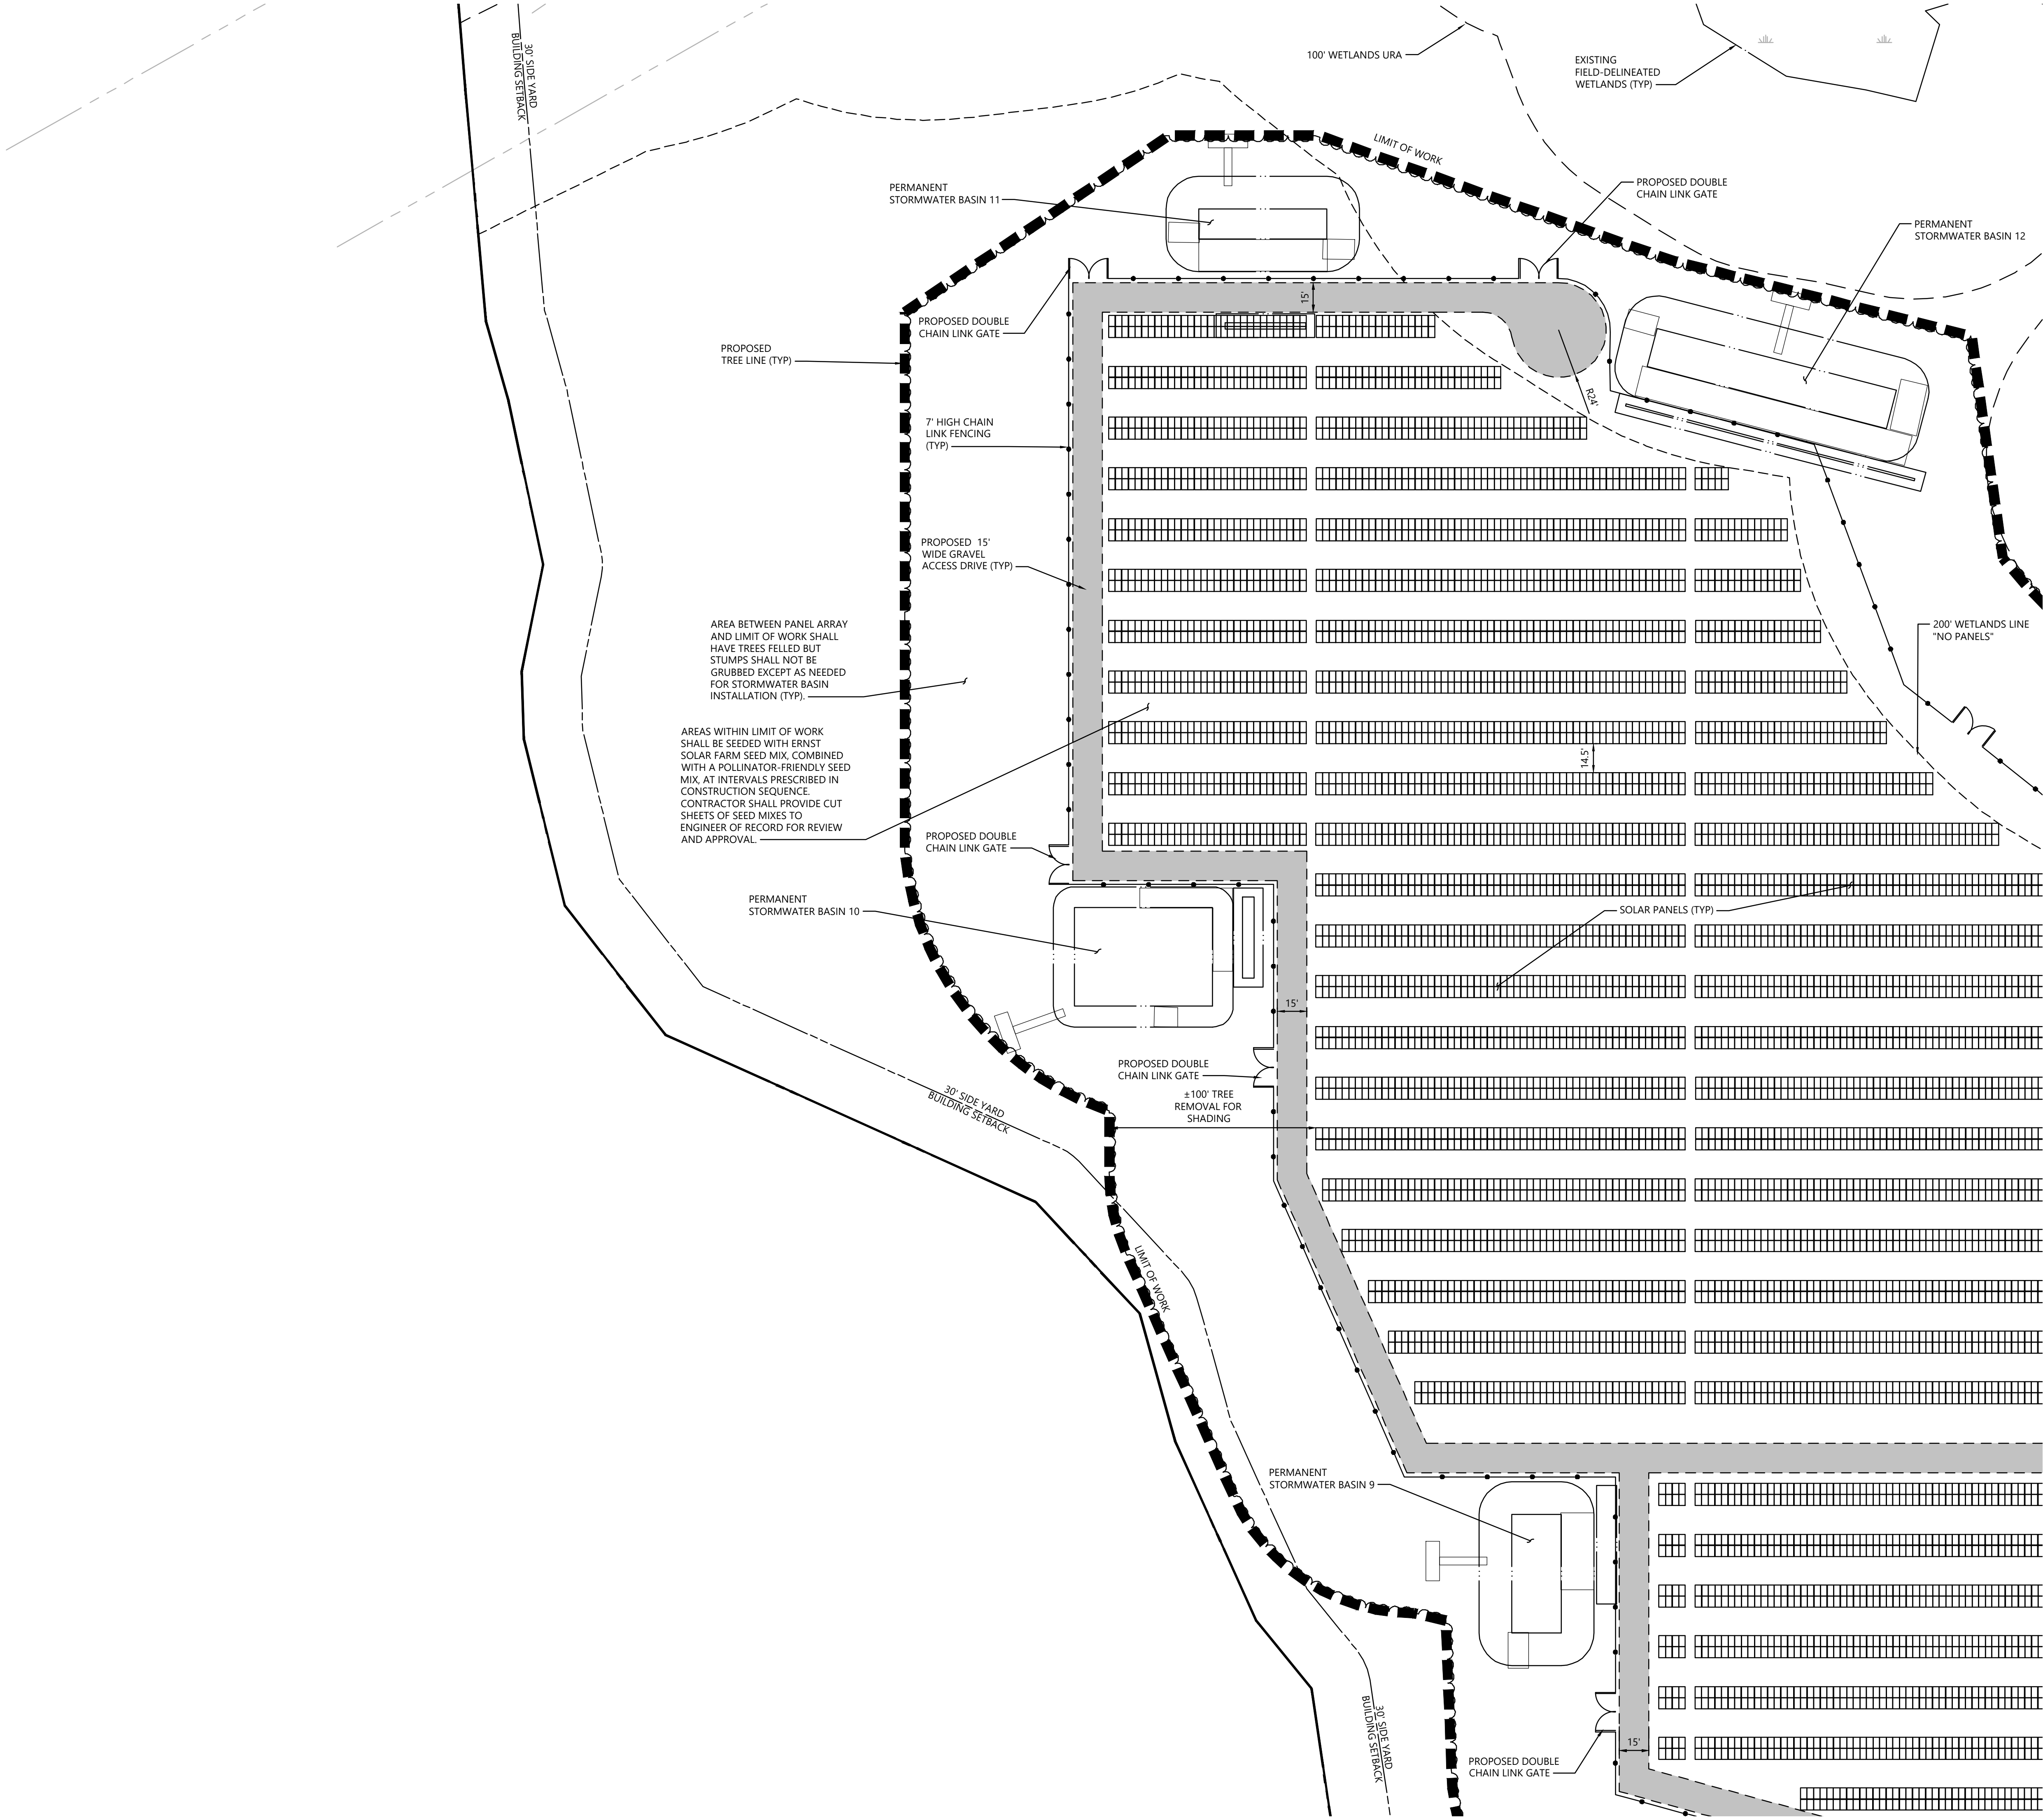 30' SIDE YARD
BUILDING SETBACK
100' WETLANDS URA
EXISTING
FIELD-DELINEATED
WETLANDS (TYP)
LIMIT OF WORK
PERMANENT
STORMWATER BASIN 11
PROPOSED DOUBLE
CHAIN LINK GATE
PERMANENT
STORMWATER BASIN 12
15'
PROPOSED DOUBLE
CHAIN LINK GATE
PROPOSED
TREE LINE (TYP)
R24'
7' HIGH CHAIN
LINK FENCING
(TYP)
PROPOSED 15'
WIDE GRAVEL
ACCESS DRIVE (TYP)
AREA BETWEEN PANEL ARRAY
AND LIMIT OF WORK SHALL
HAVE TREES FELLED BUT
STUMPS SHALL NOT BE
GRUBBED EXCEPT AS NEEDED
FOR STORMWATER BASIN
INSTALLATION (TYP).
200' WETLANDS LINE
"NO PANELS"
AREAS WITHIN LIMIT OF WORK
SHALL BE SEEDED WITH ERNST
SOLAR FARM SEED MIX, COMBINED
WITH A POLLINATOR-FRIENDLY SEED
MIX, AT INTERVALS PRESCRIBED IN
CONSTRUCTION SEQUENCE.
CONTRACTOR SHALL PROVIDE CUT
SHEETS OF SEED MIXES TO
ENGINEER OF RECORD FOR REVIEW
AND APPROVAL.
14.5'
PROPOSED DOUBLE
CHAIN LINK GATE
PERMANENT
STORMWATER BASIN 10
SOLAR PANELS (TYP)
15'
PROPOSED DOUBLE
CHAIN LINK GATE
±100' TREE
REMOVAL FOR
SHADING
30' SIDE YARD
BUILDING SETBACK
LIMIT OF WORK
PERMANENT
STORMWATER BASIN 9
30' SIDE YARD
BUILDING SETBACK
15'
PROPOSED DOUBLE
CHAIN LINK GATE